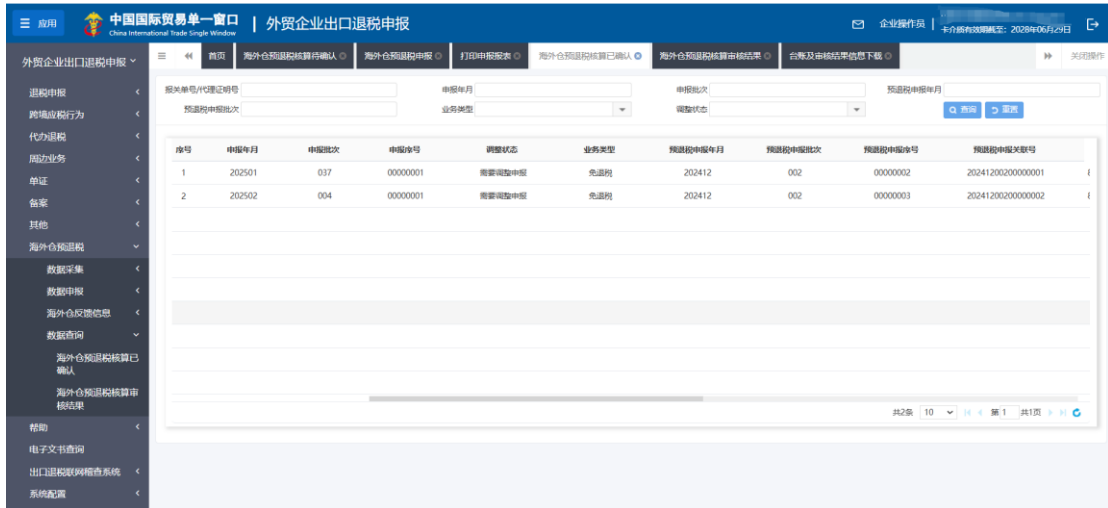 ☰ 应用 中国国际贸易单一窗口 | 外贸企业出口退税申报 企业操作员 |
China International Trade Single Window 卡介质有效期截至: 2028年06月29日
外贸企业出口退税申报
首页 海外仓预退税核算待确认 海外仓预退税申报 打印申报报表 海外仓预退税核算已确认 海外仓预退税核算审核结果 台账及审核结果信息下载 关闭操作
退税申报
跨境应税行为
代办退税
周边业务
单证
备案
其他
海外仓预退税
数据采集
数据申报
海外仓反馈信息
数据查询
海外仓预退税核算已
确认
海外仓预退税核算审
核结果
帮助
电子文书查询
出口退税联网稽查系统
系统配置
报关单号/代理证明号 申报年月 申报批次 预退税申报年月
预退税申报批次 业务类型 调整状态 查询 重置
序号 申报年月 申报批次 申报序号 调整状态 业务类型 预退税申报年月 预退税申报批次 预退税申报序号 预退税申报关联号
1 202501 037 00000001 需要调整申报 免退税 202412 002 00000002 20241200200000001
2 202502 004 00000001 需要调整申报 免退税 202412 002 00000003 20241200200000002
共2条 10 第 1 共1页